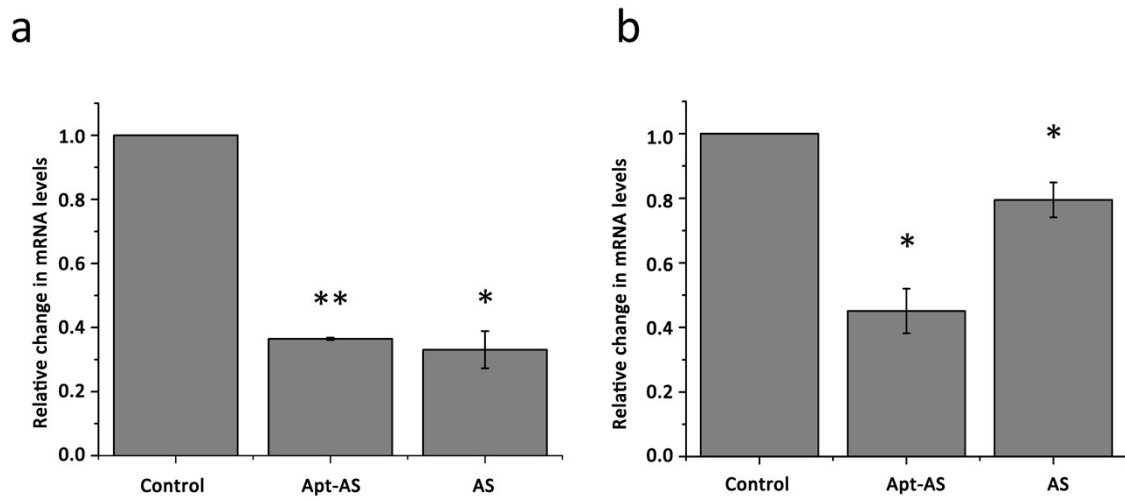 a
Relative change in mRNA levels
1.0
0.8
0.6
0.4
0.2
0.0
**
*
Control Apt-AS AS
b
Relative change in mRNA levels
1.0
0.8
0.6
0.4
0.2
0.0
*
*
Control Apt-AS AS